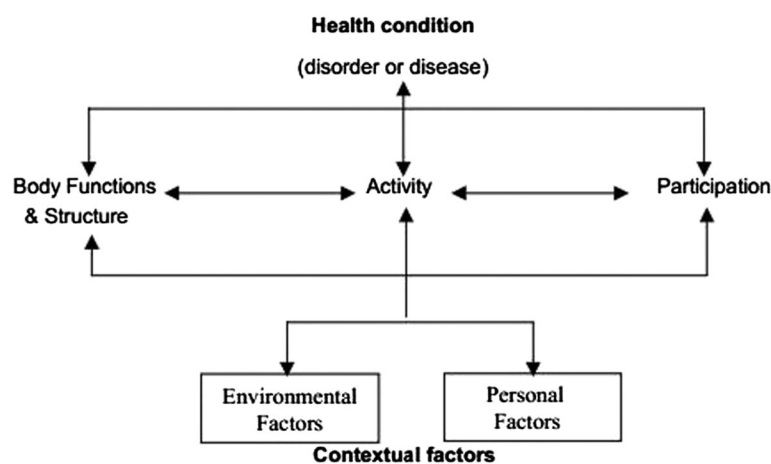 Health condition
(disorder or disease)
Body Functions
& Structure
Activity
Participation
Environmental
Factors
Personal
Factors
Contextual factors